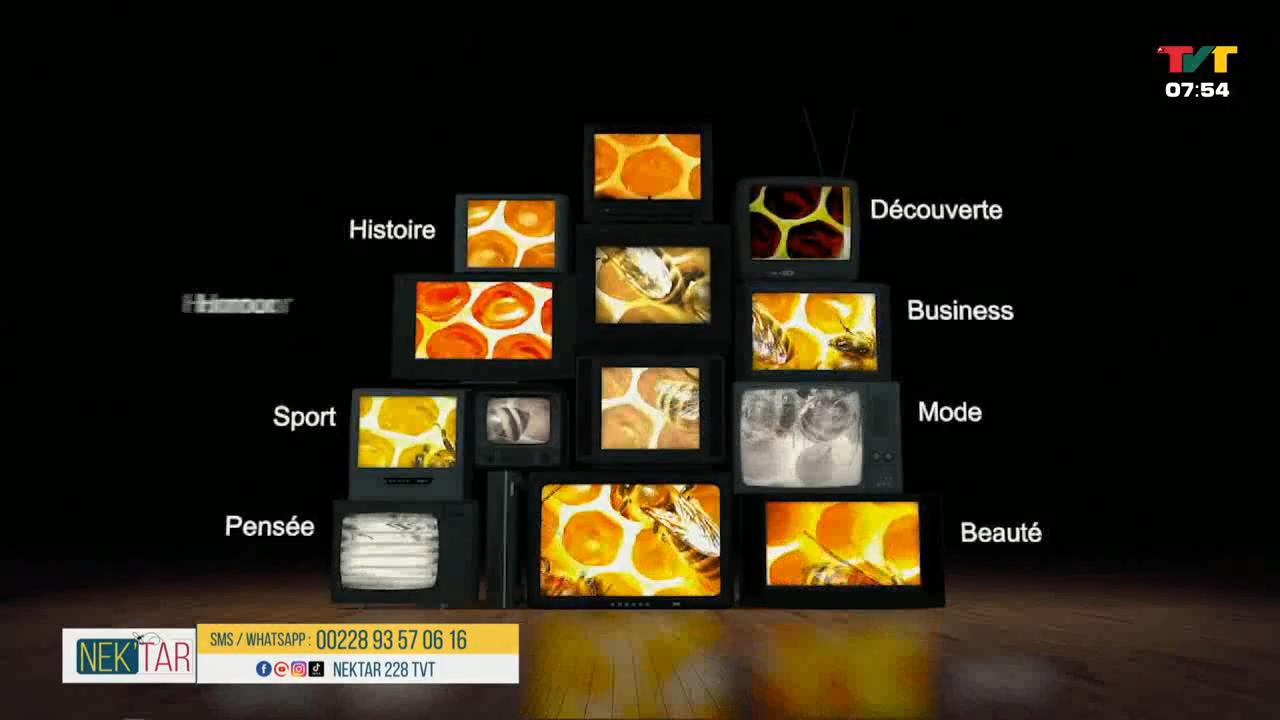 TVT
07:54
Découverte
Histoire
Business
Mode
Sport
Pensée
Beauté
NEK'TAR
SMS / WHATSAPP : 00228 93 57 06 16
NEKTAR 228 TVT